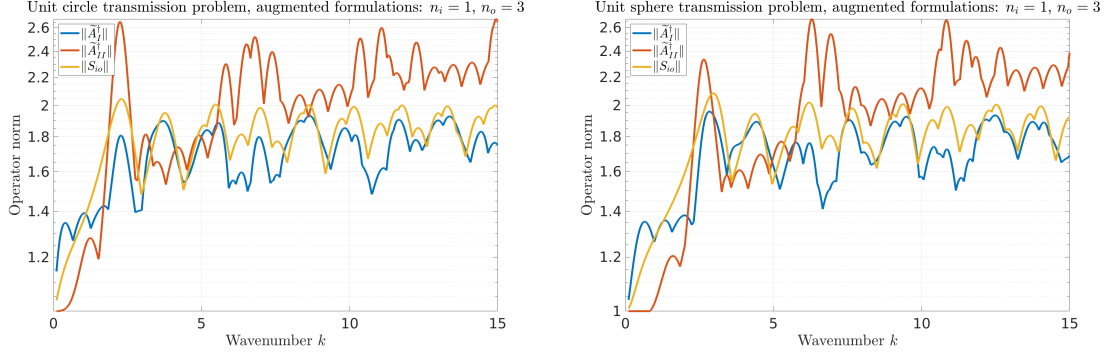 Unit circle transmission problem, augmented formulations: n_i = 1, n_o = 3
2.6
2.4
2.2
2
1.8
1.6
1.4
1.2
Operator norm
‖Ã_I^†‖
‖Ã_II^†‖
‖S_io‖
0 5 10 15
Wavenumber k
Unit sphere transmission problem, augmented formulations: n_i = 1, n_o = 3
2.6
2.4
2.2
2
1.8
1.6
1.4
1.2
1
Operator norm
‖Ã_I^†‖
‖Ã_II^†‖
‖S_io‖
0 5 10 15
Wavenumber k